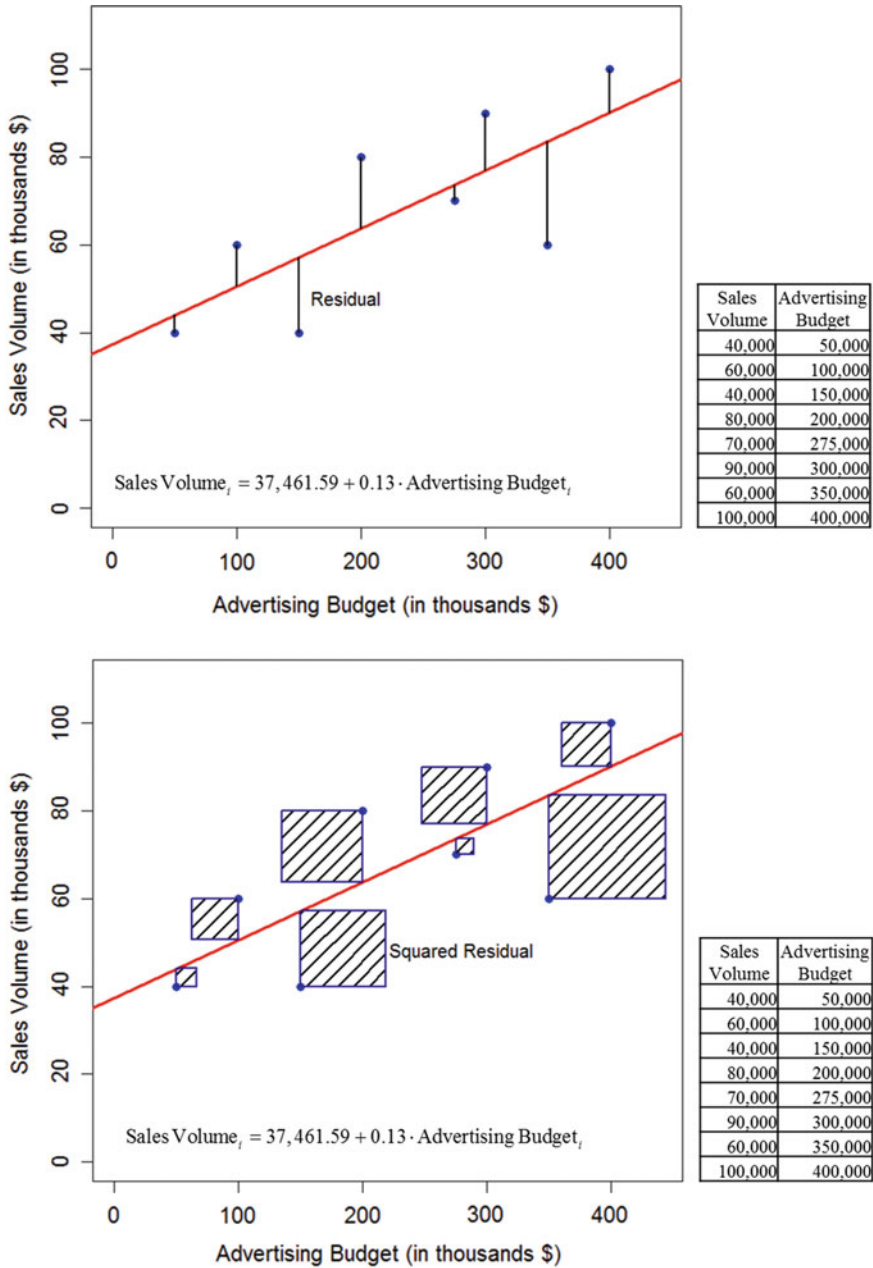 100
80
60
40
20
0
Sales Volume (in thousands $)
Residual
Sales Volumeᵢ = 37,461.59 + 0.13 · Advertising Budgetᵢ
0 100 200 300 400
Advertising Budget (in thousands $)
Sales Volume Advertising Budget
40,000 50,000
60,000 100,000
40,000 150,000
80,000 200,000
70,000 275,000
90,000 300,000
60,000 350,000
100,000 400,000
100
80
60
40
20
0
Sales Volume (in thousands $)
Squared Residual
Sales Volumeᵢ = 37,461.59 + 0.13 · Advertising Budgetᵢ
0 100 200 300 400
Advertising Budget (in thousands $)
Sales Volume Advertising Budget
40,000 50,000
60,000 100,000
40,000 150,000
80,000 200,000
70,000 275,000
90,000 300,000
60,000 350,000
100,000 400,000